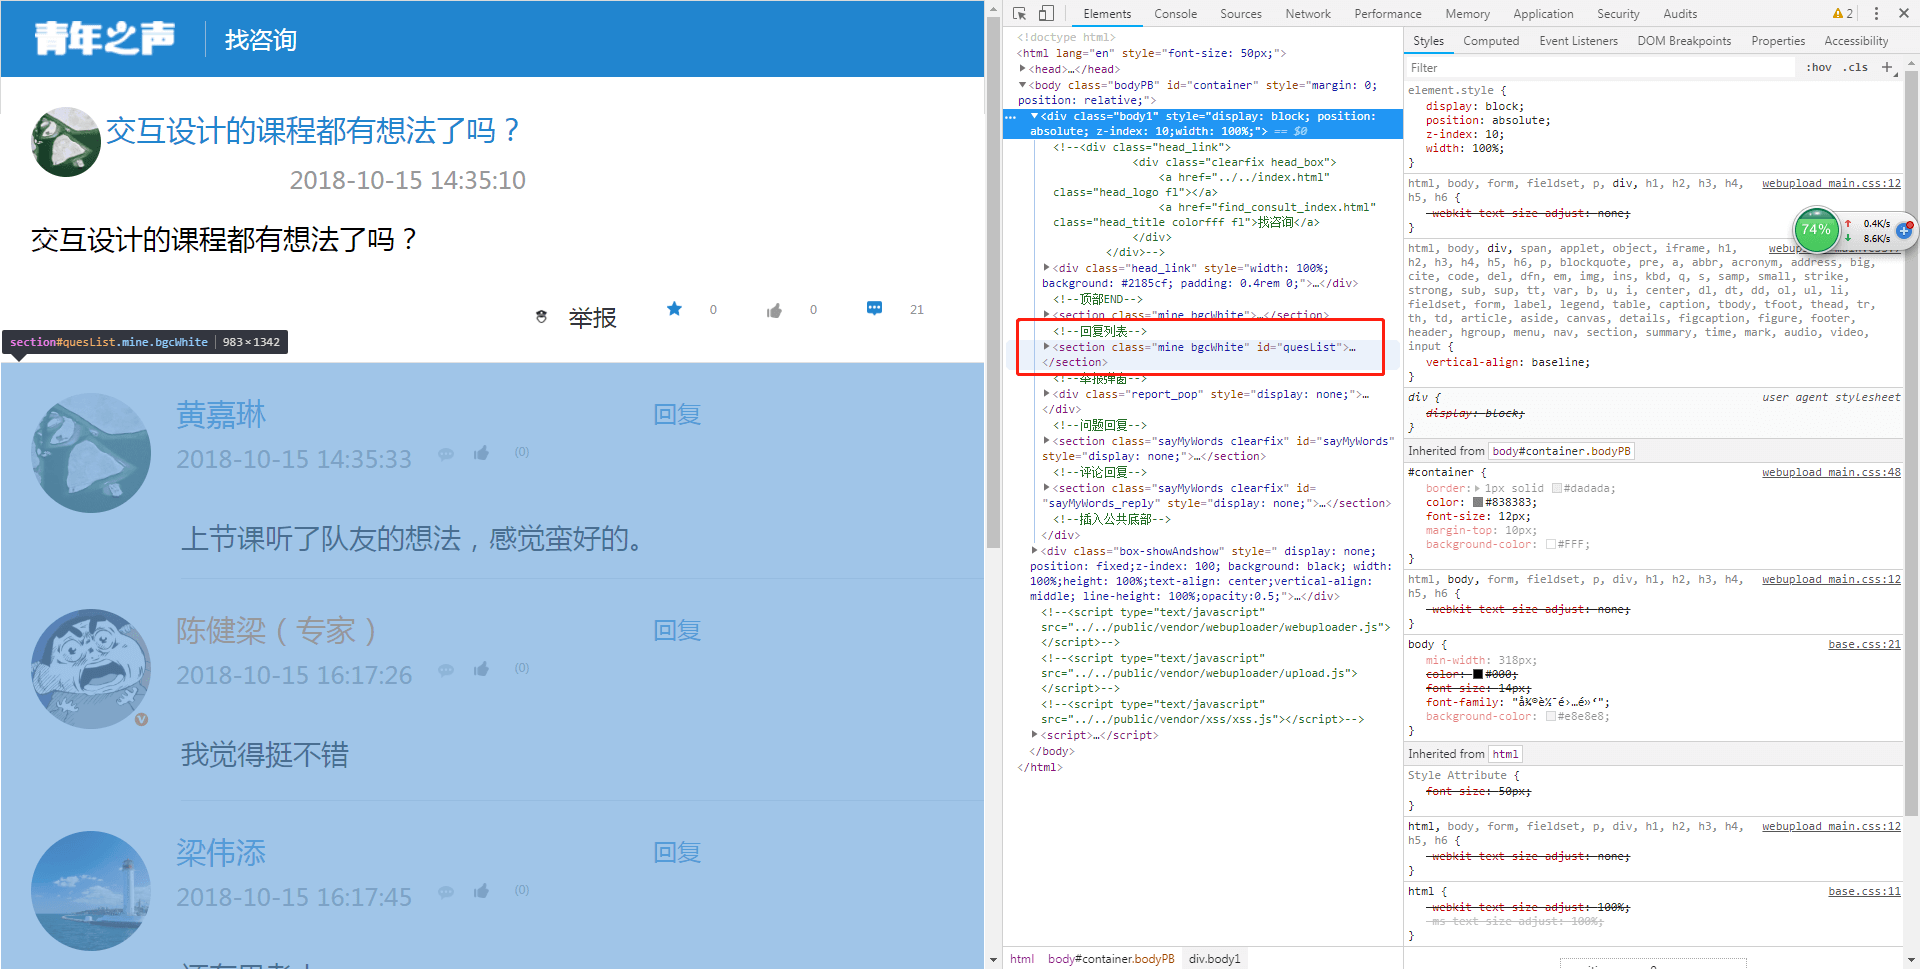 青年之声
找咨询
交互设计的课程都有想法了吗？
2018-10-15 14:35:10
交互设计的课程都有想法了吗？
举报
0
0
21
section#quesList.mine.bgcWhite
983×1342
黄嘉琳
回复
2018-10-15 14:35:33
(0)
上节课听了队友的想法，感觉蛮好的。
陈健梁（专家）
回复
2018-10-15 16:17:26
(0)
我觉得挺不错
梁伟添
回复
2018-10-15 16:17:45
(0)
Elements
Console
Sources
Network
Performance
Memory
Application
Security
Audits
2
<!doctype html>
<html lang="en" style="font-size: 50px;">
<head>…</head>
<body class="bodyPB" id="container" style="margin: 0;
position: relative;">
<div class="body1" style="display: block; position:
absolute; z-index: 10;width: 100%;"> == $0
<!--<div class="head_link">
<div class="clearfix head_box">
<a href="../../index.html"
class="head_logo fl"></a>
<a href="find_consult_index.html"
class="head_title colorfff fl">找咨询</a>
</div>
</div>-->
<div class="head_link" style="width: 100%;
background: #2185cf; padding: 0.4rem 0;">…</div>
<!--顶部END-->
<section class="mine bgcWhite">…</section>
<!--回复列表-->
<section class="mine bgcWhite" id="quesList">…
</section>
<!--举报弹窗-->
<div class="report_pop" style="display: none;">…
</div>
<!--问题回复-->
<section class="sayMyWords clearfix" id="sayMyWords"
style="display: none;">…</section>
<!--评论回复-->
<section class="sayMyWords clearfix" id=
"sayMyWords_reply" style="display: none;">…</section>
<!--插入公共底部-->
</div>
<div class="box-showAndshow" style=" display: none;
position: fixed;z-index: 100; background: black; width:
100%;height: 100%;text-align: center;vertical-align:
middle; line-height: 100%;opacity:0.5;">…</div>
<!--<script type="text/javascript"
src="../../public/vendor/webuploader/webuploader.js">
</script>-->
<!--<script type="text/javascript"
src="../../public/vendor/webuploader/upload.js">
</script>-->
<!--<script type="text/javascript"
src="../../public/vendor/xss/xss.js"></script>-->
<script>…</script>
</body>
</html>
html
body#container.bodyPB
div.body1
Styles
Computed
Event Listeners
DOM Breakpoints
Properties
Accessibility
Filter
:hov .cls +
element.style {
display: block;
position: absolute;
z-index: 10;
width: 100%;
}
html, body, form, fieldset, p, div, h1, h2, h3, h4,
webupload main.css:12
h5, h6 {
-webkit-text-size-adjust: none;
}
74%
0.4K/s
8.6K/s
html, body, div, span, applet, object, iframe, h1,
h2, h3, h4, h5, h6, p, blockquote, pre, a, abbr, acronym, address, big,
cite, code, del, dfn, em, img, ins, kbd, q, s, samp, small, strike,
strong, sub, sup, tt, var, b, u, i, center, dl, dt, dd, ol, ul, li,
fieldset, form, label, legend, table, caption, tbody, tfoot, thead, tr,
th, td, article, aside, canvas, details, figcaption, figure, footer,
header, hgroup, menu, nav, section, summary, time, mark, audio, video,
input {
vertical-align: baseline;
}
div {
user agent stylesheet
display: block;
}
Inherited from body#container.bodyPB
#container {
webupload main.css:48
border: 1px solid #dadada;
color: #838383;
font-size: 12px;
margin-top: 10px;
background-color: #FFF;
}
html, body, form, fieldset, p, div, h1, h2, h3, h4,
webupload main.css:12
h5, h6 {
-webkit-text-size-adjust: none;
}
body {
base.css:21
min-width: 318px;
color: #000;
font-size: 14px;
font-family: "å¾®è½¯é›…é»‘";
background-color: #e8e8e8;
}
Inherited from html
Style Attribute {
font-size: 50px;
}
html, body, form, fieldset, p, div, h1, h2, h3, h4,
webupload main.css:12
h5, h6 {
-webkit-text-size-adjust: none;
}
html {
base.css:11
-webkit-text-size-adjust: 100%;
-ms-text-size-adjust: 100%;
}